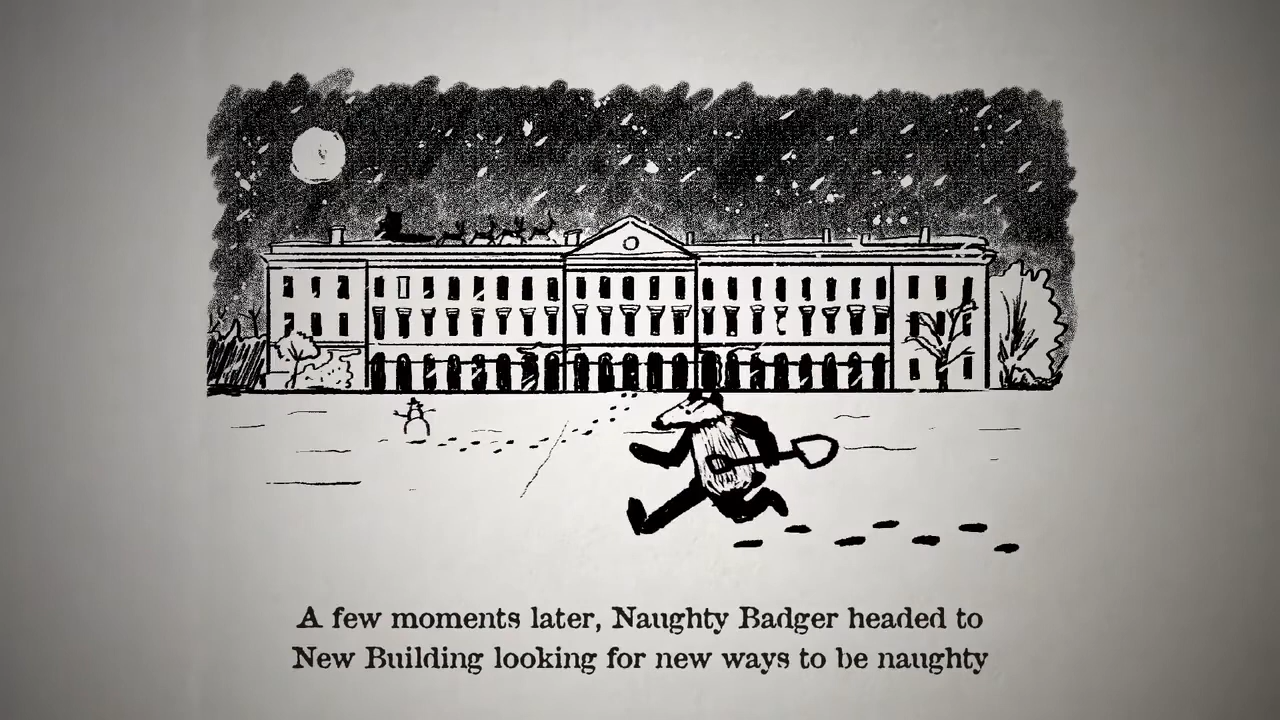 A few moments later, Naughty Badger headed to
New Building looking for new ways to be naughty